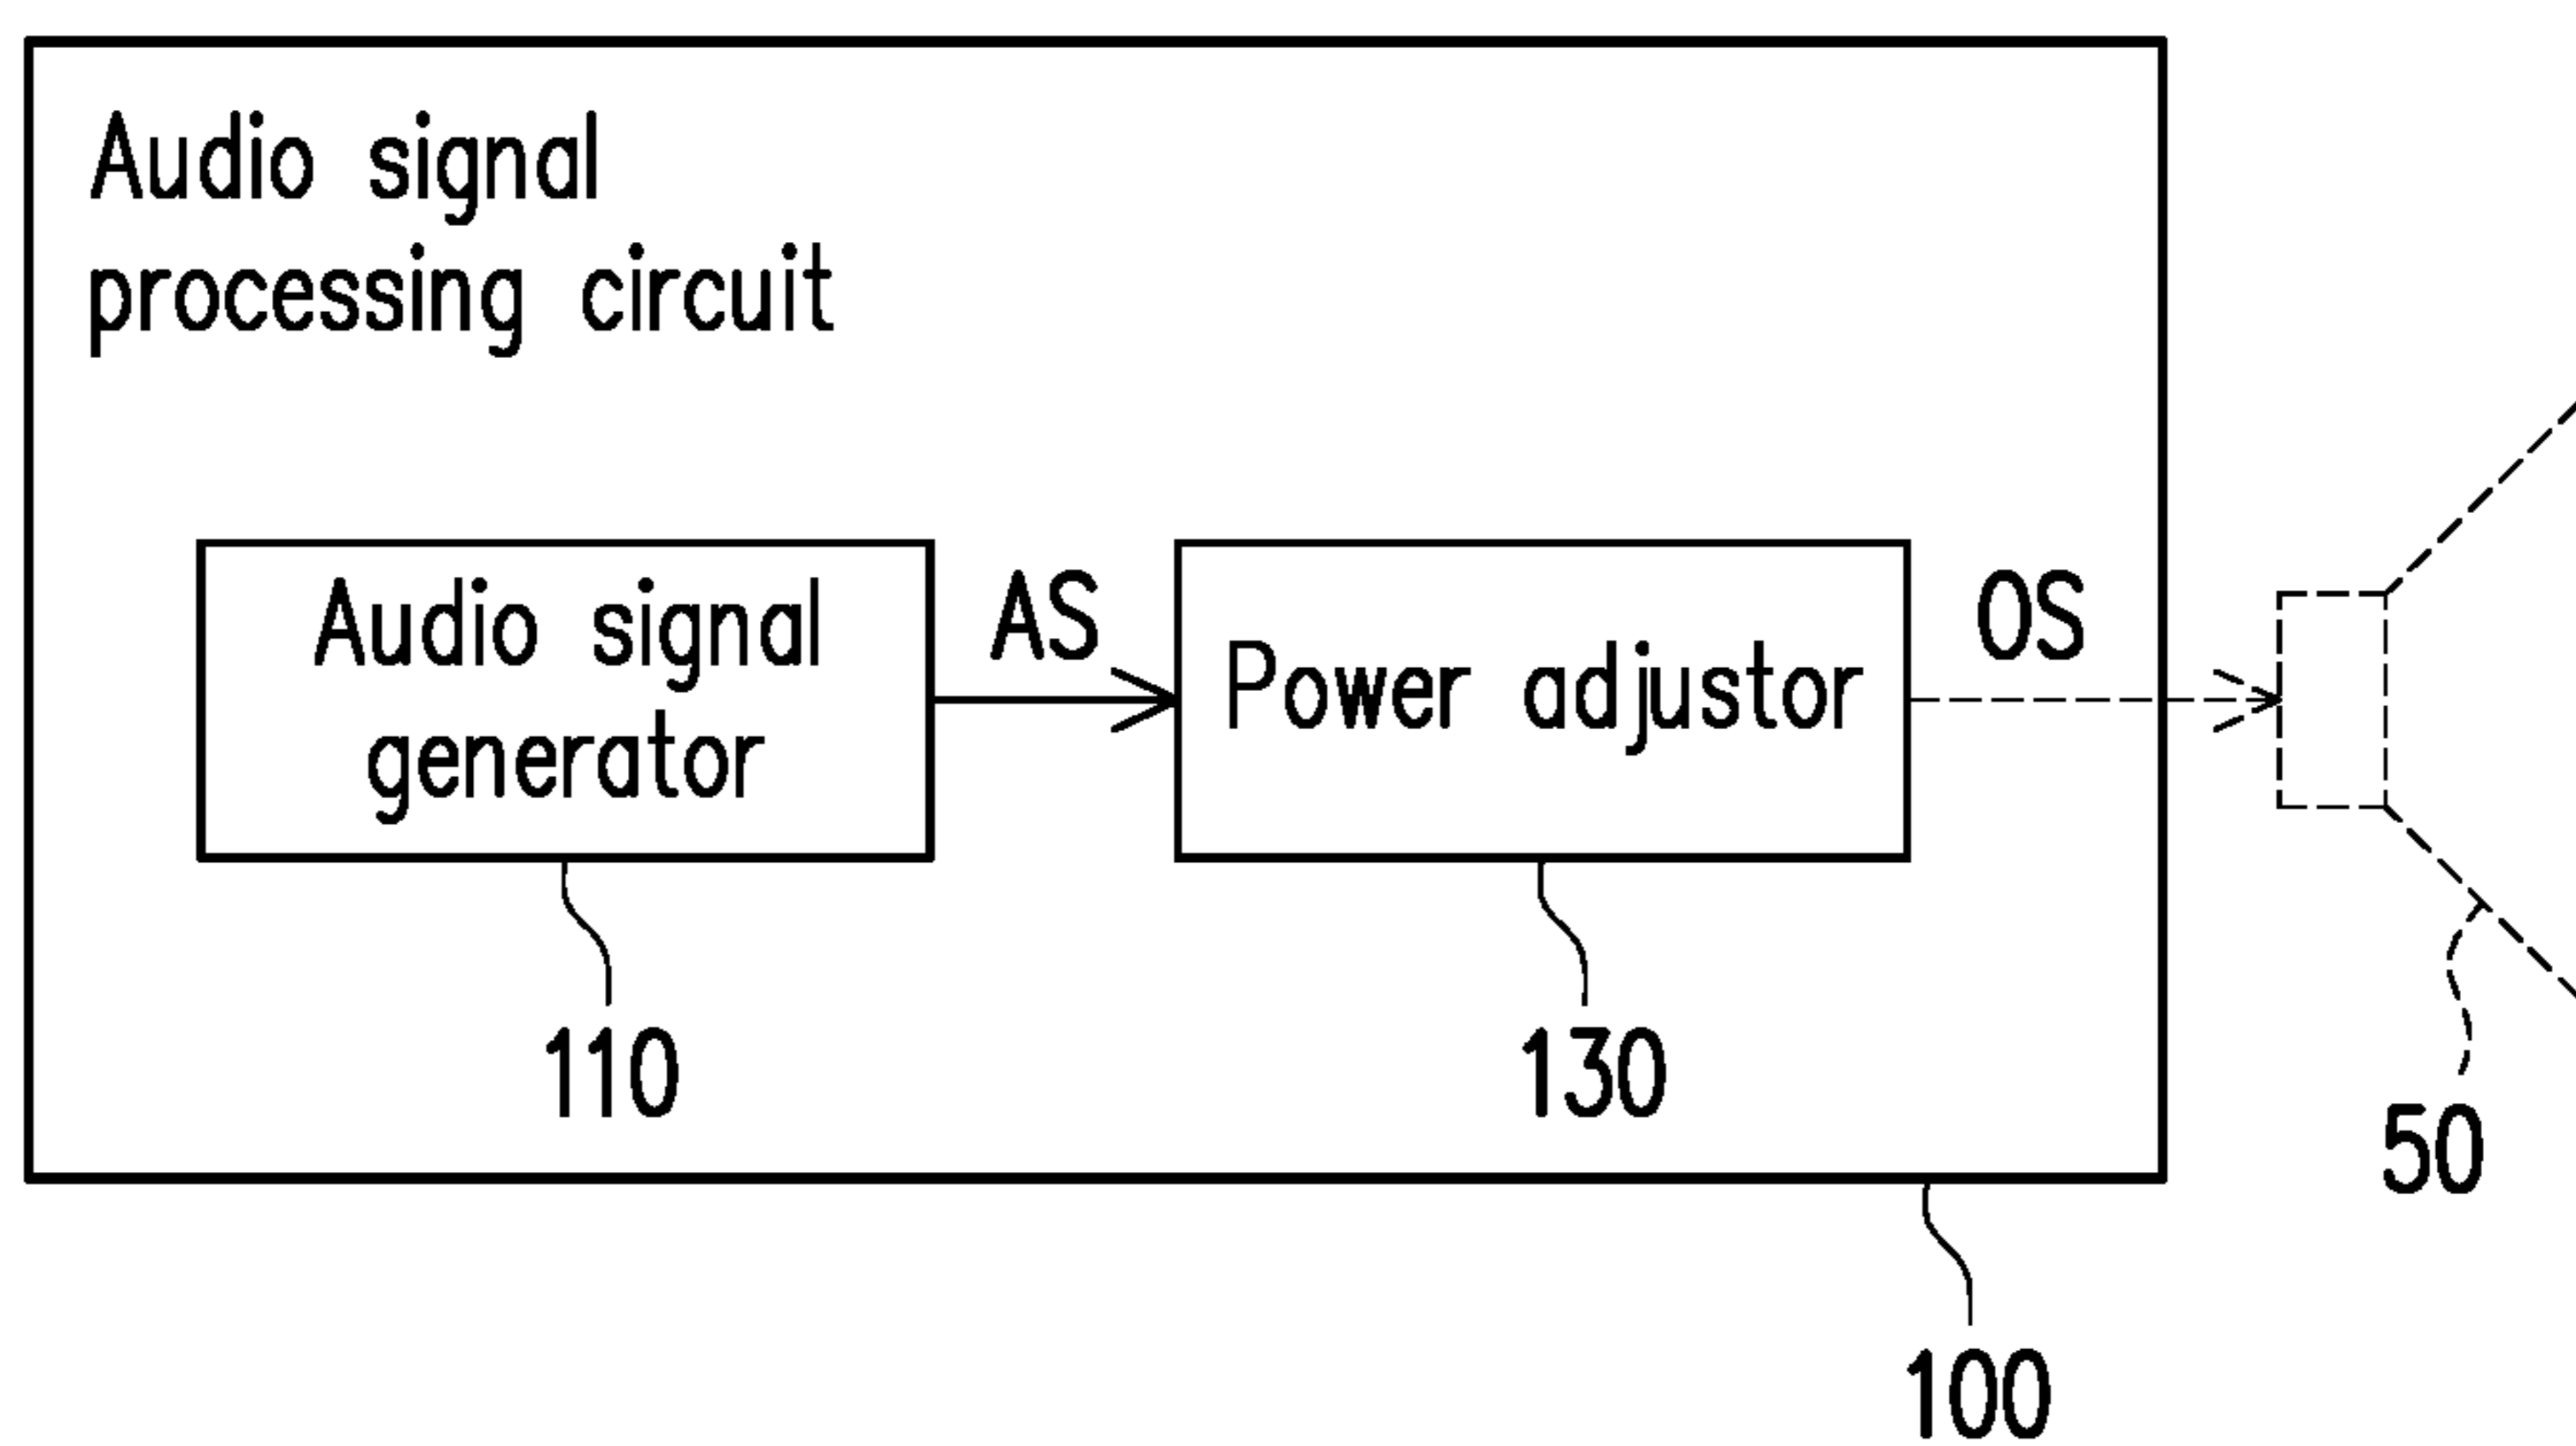 Audio signal
processing circuit
Audio signal
generator
AS
Power adjustor
OS
110
130
50
100